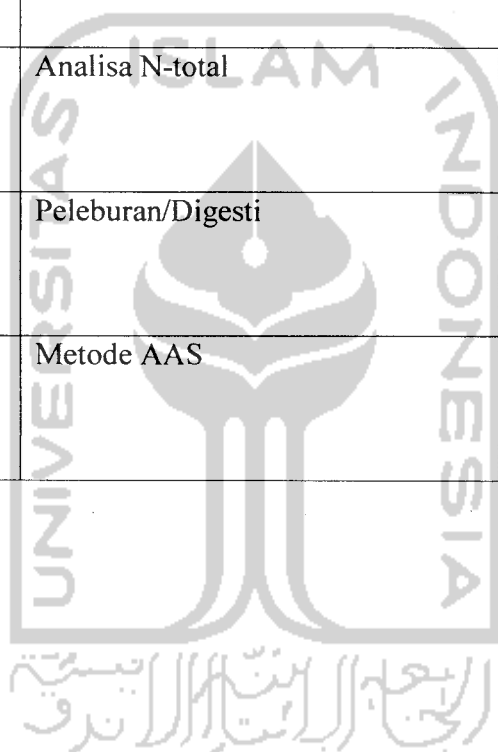 ISLAM
UNIVERSITAS
INDONESIA
Analisa N-total
Peleburan/Digesti
Metode AAS